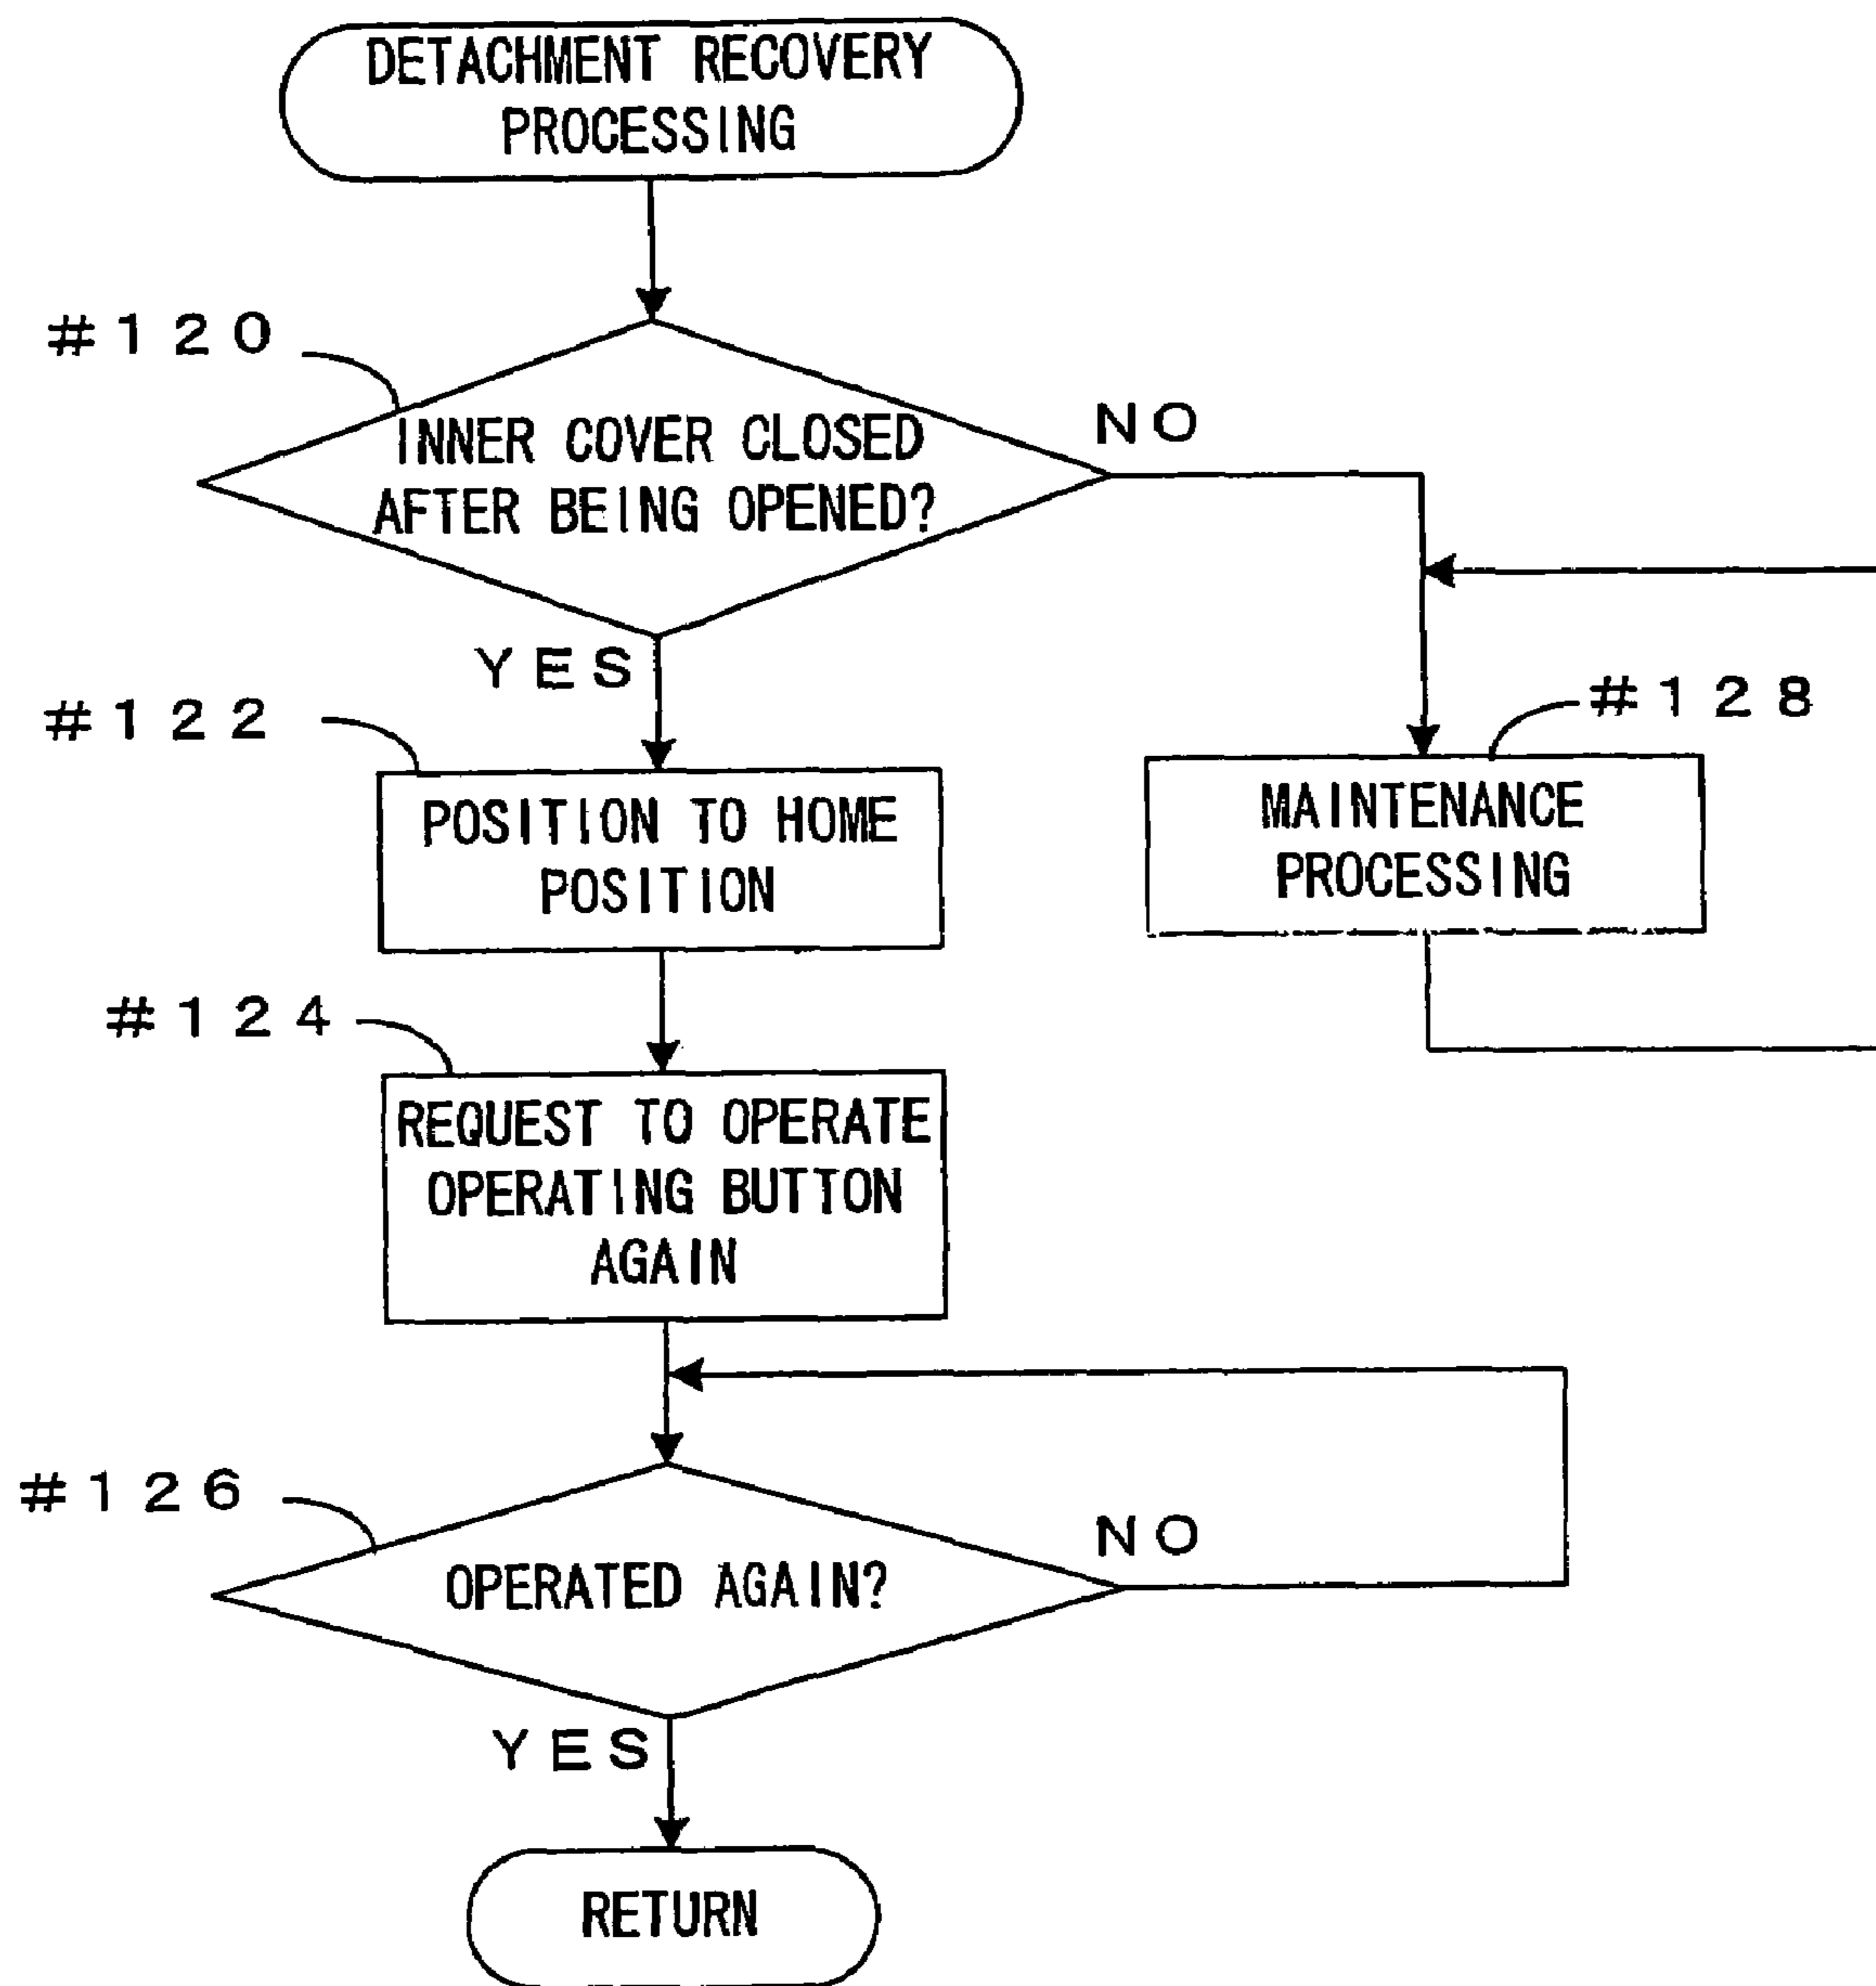 DETACHMENT RECOVERY
PROCESSING
#120
INNER COVER CLOSED
AFTER BEING OPENED?
NO
YES
#122
POSITION TO HOME
POSITION
#128
MAINTENANCE
PROCESSING
#124
REQUEST TO OPERATE
OPERATING BUTTON
AGAIN
#126
OPERATED AGAIN?
NO
YES
RETURN